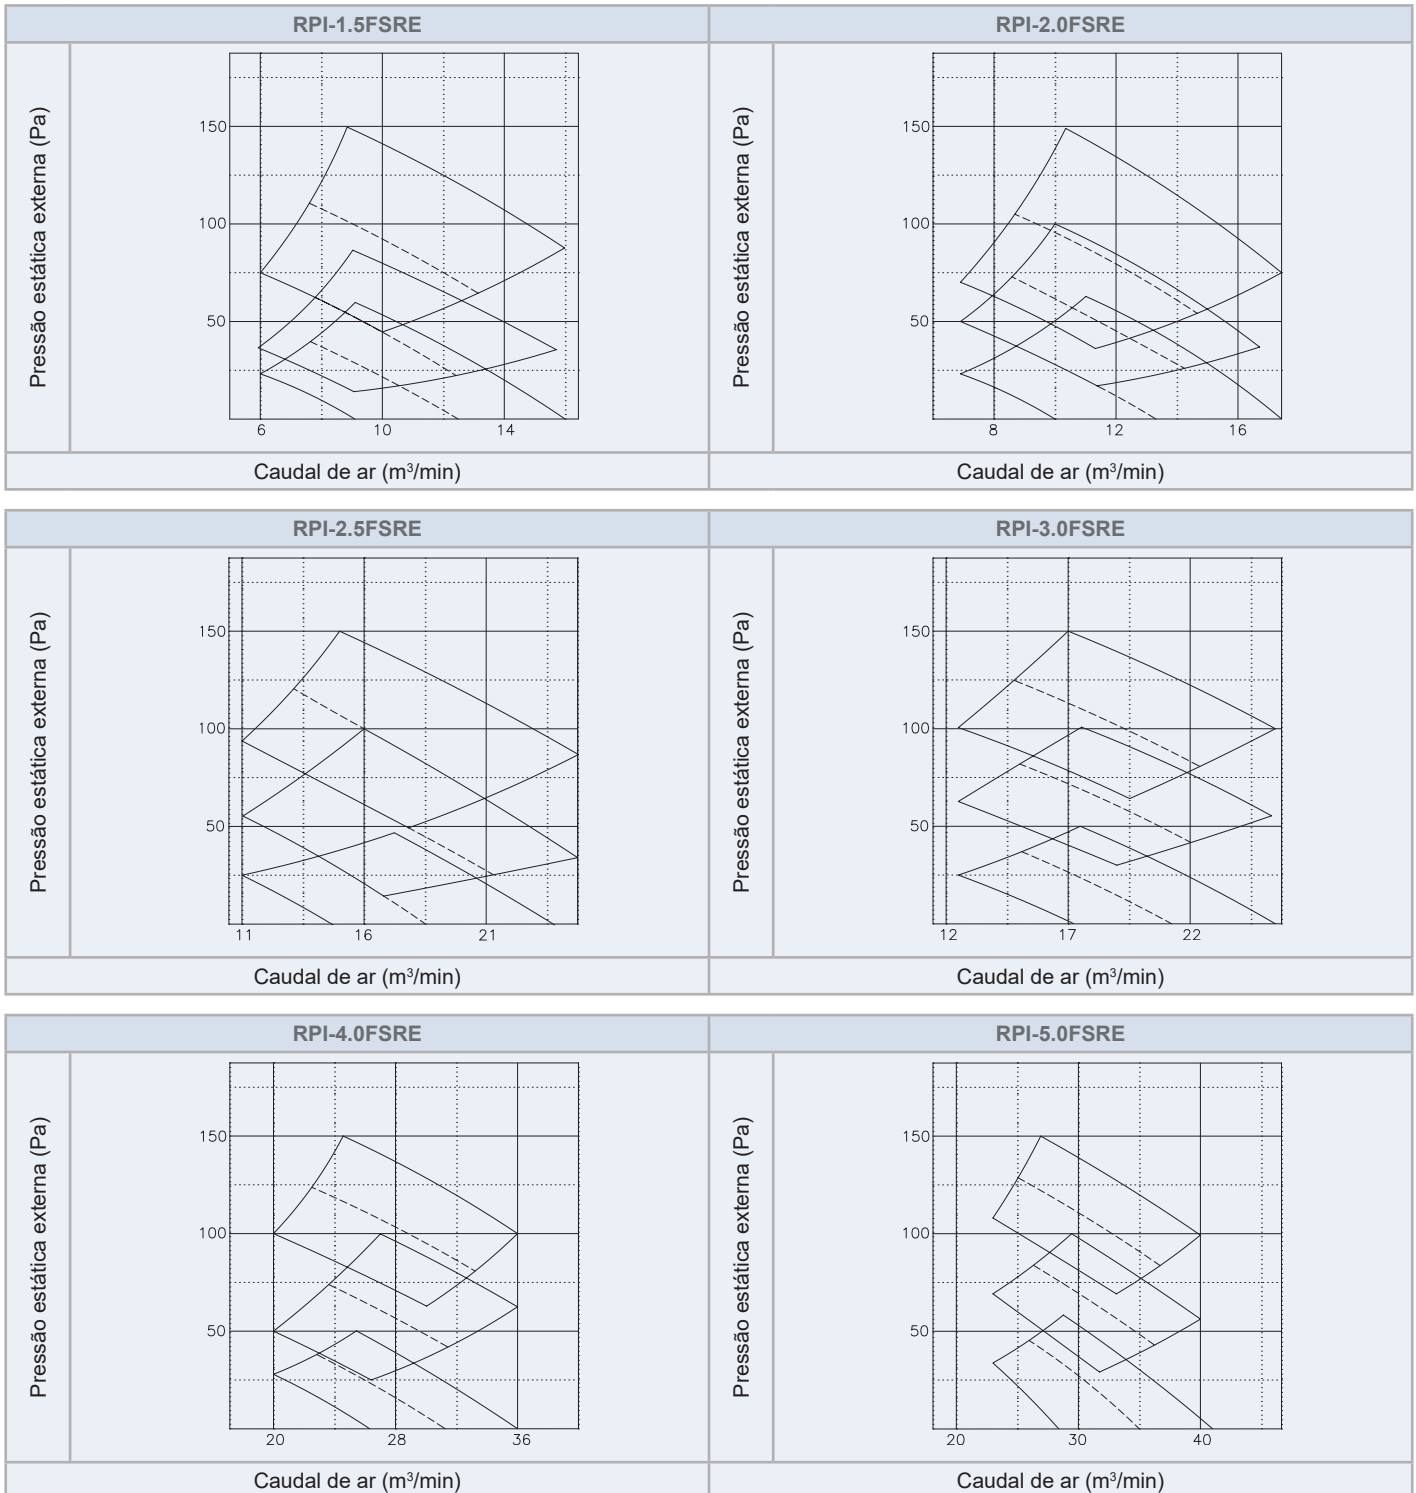 RPI-1.5FSRE
RPI-2.0FSRE
Pressão estática externa (Pa)
150
100
50
6 10 14
Pressão estática externa (Pa)
150
100
50
8 12 16
Caudal de ar (m³/min)
Caudal de ar (m³/min)
RPI-2.5FSRE
RPI-3.0FSRE
Pressão estática externa (Pa)
150
100
50
11 16 21
Pressão estática externa (Pa)
150
100
50
12 17 22
Caudal de ar (m³/min)
Caudal de ar (m³/min)
RPI-4.0FSRE
RPI-5.0FSRE
Pressão estática externa (Pa)
150
100
50
20 28 36
Pressão estática externa (Pa)
150
100
50
20 30 40
Caudal de ar (m³/min)
Caudal de ar (m³/min)